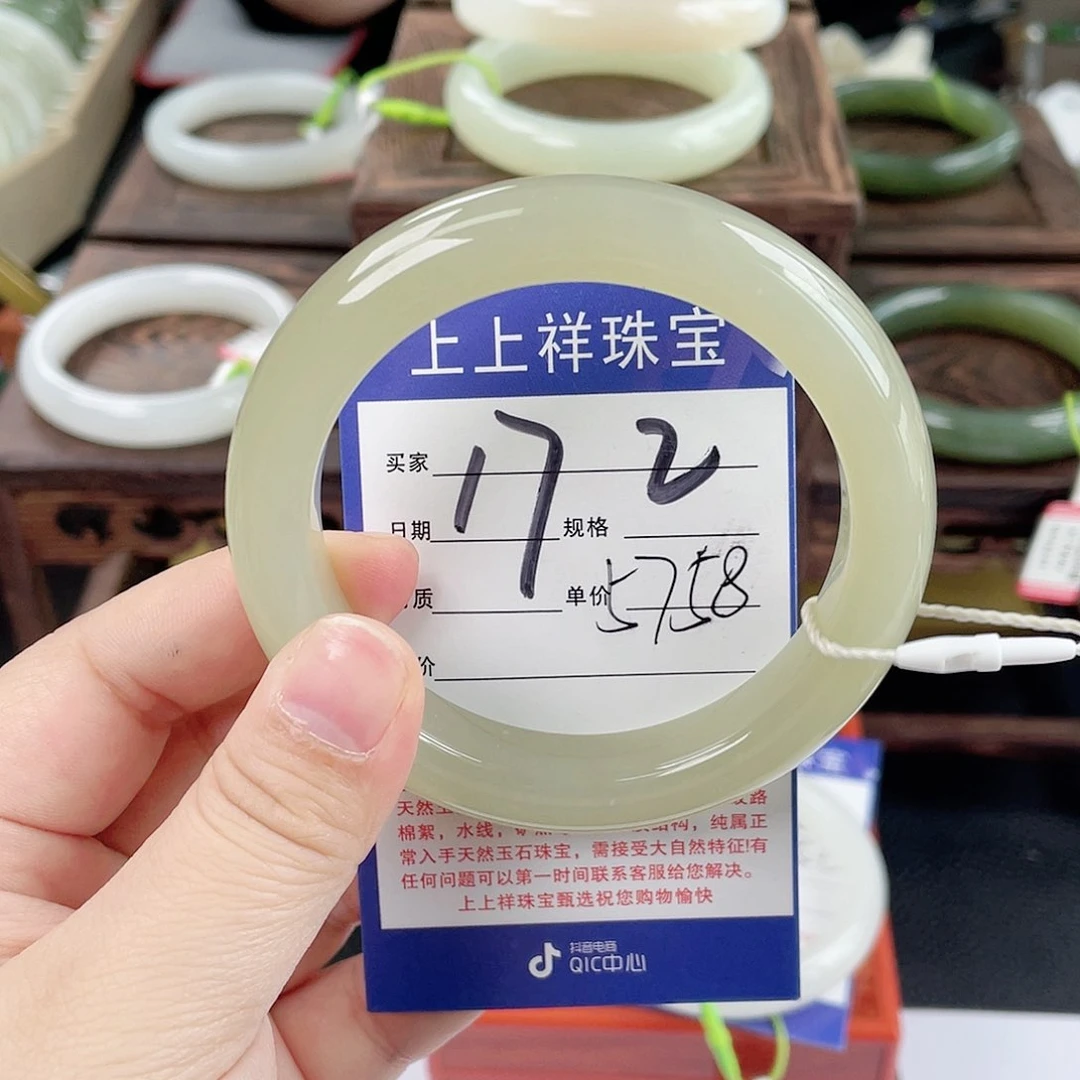 上上祥珠宝
买家 17 2
日期 规格
质 单价 5758
价
天然玉
棉絮，水线，结构，纯属正
常入手天然玉石珠宝，需接受大自然特征!有
任何问题可以第一时间联系客服给您解决。
上上祥珠宝甄选祝您购物愉快
抖音电商
QIC中心